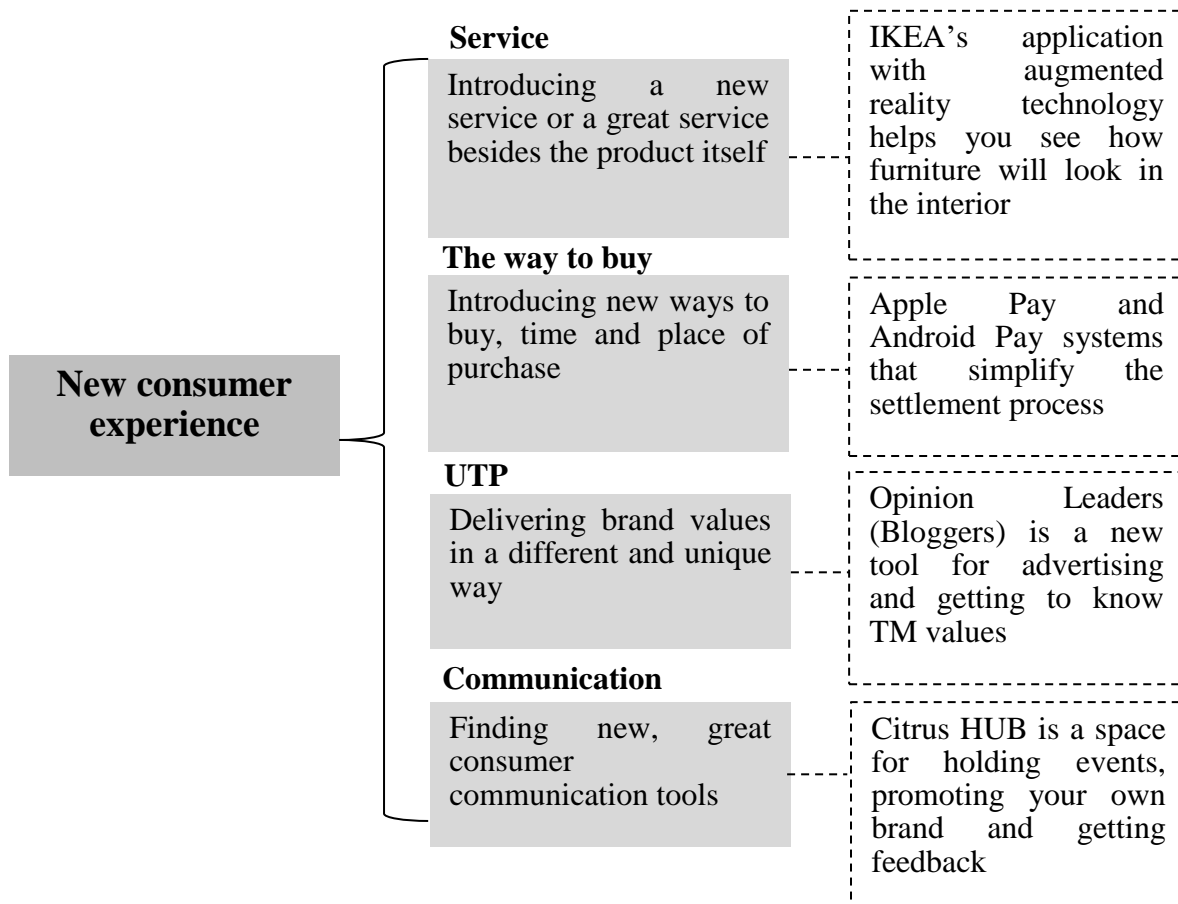 New consumer
experience
Service
Introducing a new
service or a great service
besides the product itself
IKEA's application
with augmented
reality technology
helps you see how
furniture will look in
the interior
The way to buy
Introducing new ways to
buy, time and place of
purchase
Apple Pay and
Android Pay systems
that simplify the
settlement process
UTP
Delivering brand values
in a different and unique
way
Opinion Leaders
(Bloggers) is a new
tool for advertising
and getting to know
TM values
Communication
Finding new, great
consumer
communication tools
Citrus HUB is a space
for holding events,
promoting your own
brand and getting
feedback